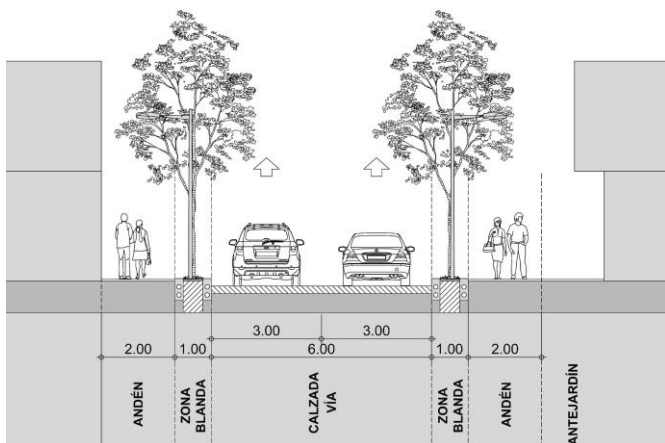 3.00 3.00
2.00 1.00 6.00 1.00 2.00
ANDÉN
ZONA
BLANDA
CALZADA
VÍA
ZONA
BLANDA
ANDÉN
ANTEJARDÍN